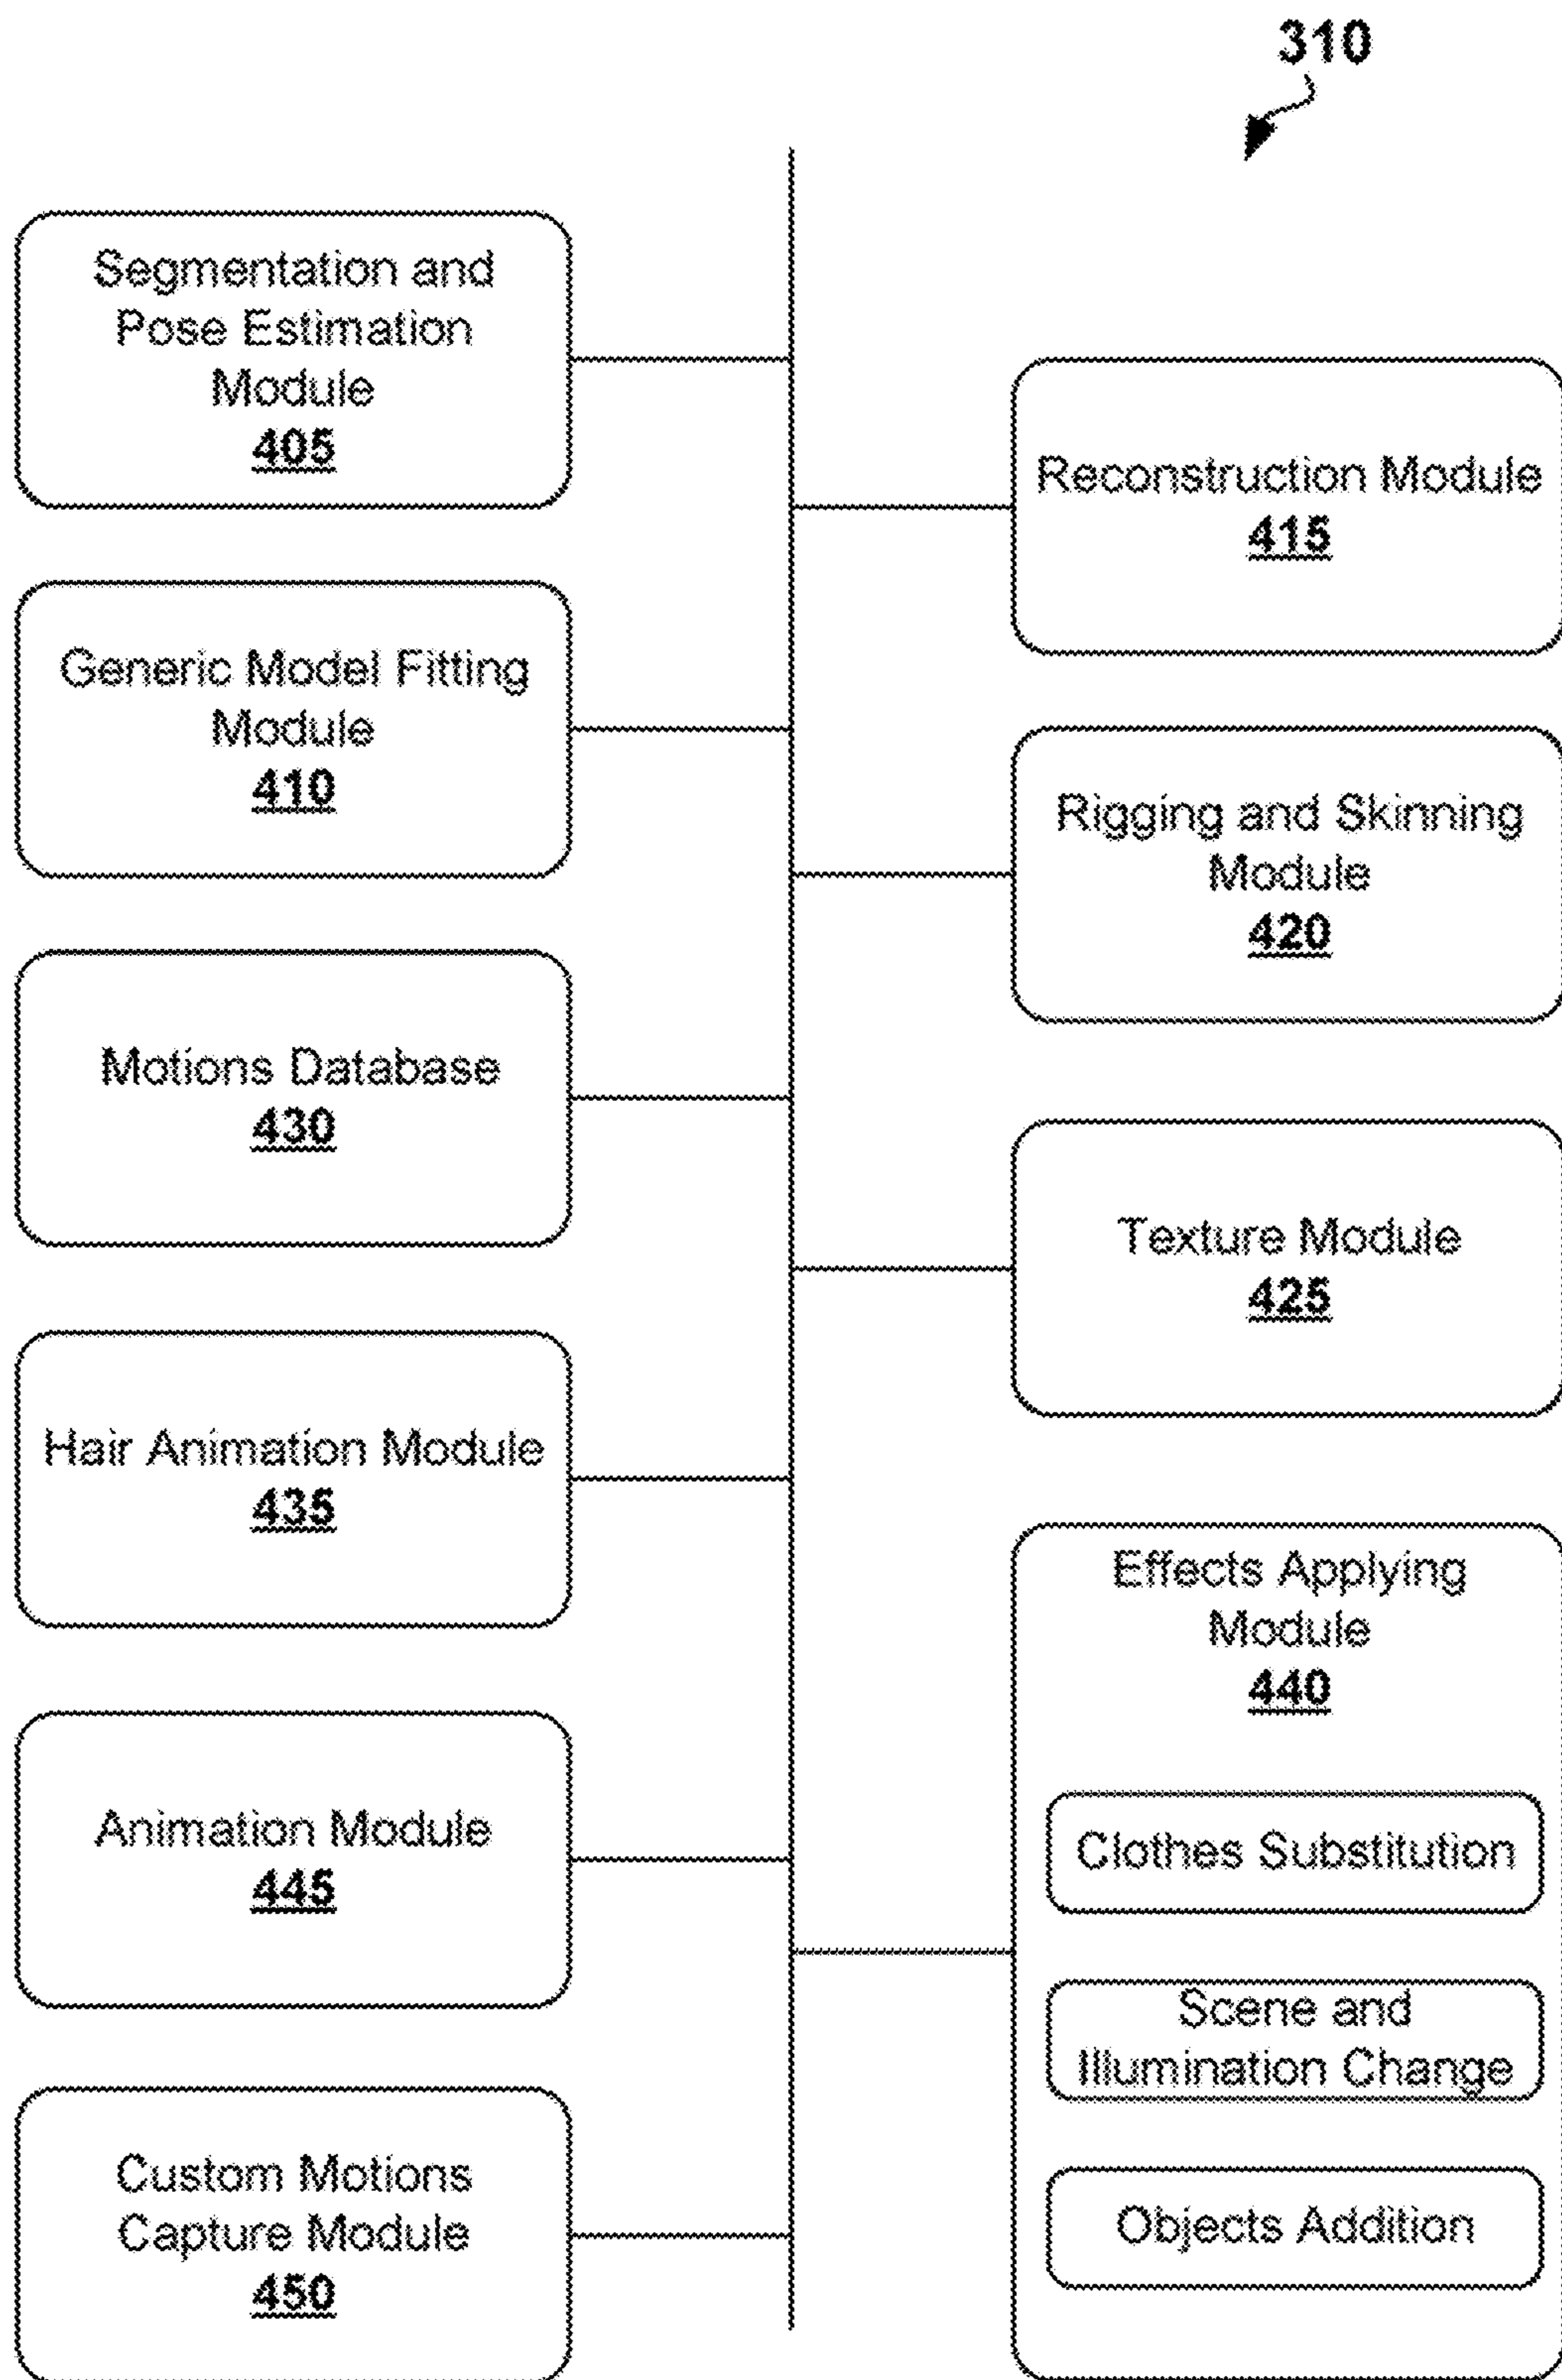 310
Segmentation and
Pose Estimation
Module
405
Generic Model Fitting
Module
410
Motions Database
430
Hair Animation Module
435
Animation Module
445
Custom Motions
Capture Module
450
Reconstruction Module
415
Rigging and Skinning
Module
420
Texture Module
425
Effects Applying
Module
440
Clothes Substitution
Scene and
Illumination Change
Objects Addition